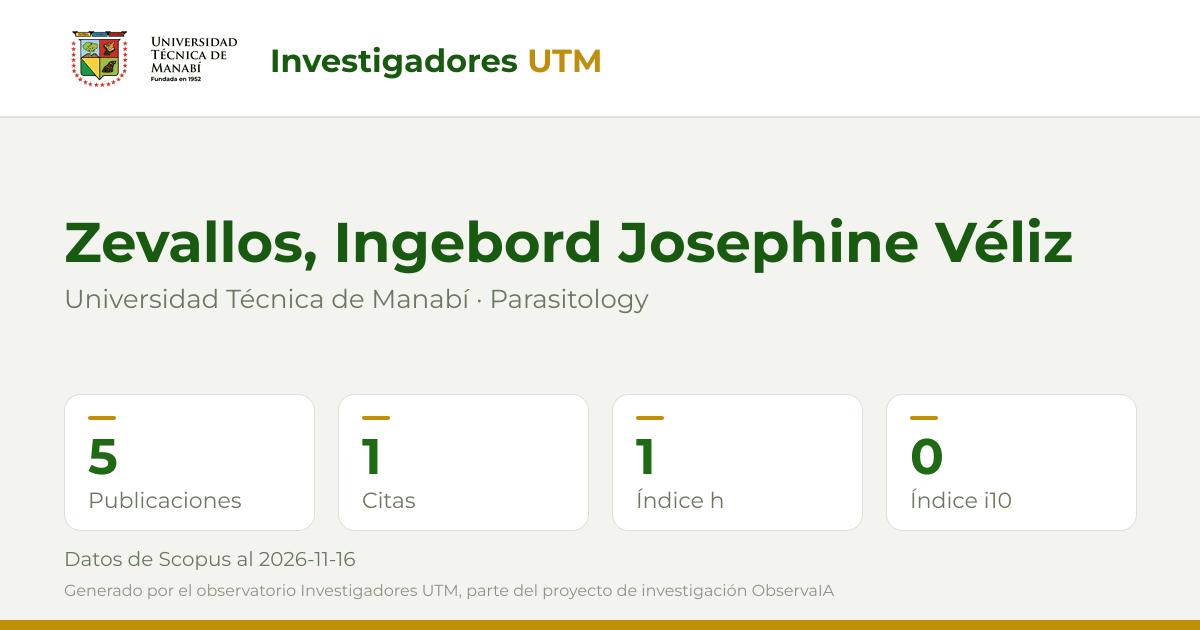 UNIVERSIDAD
TÉCNICA DE
MANABÍ
Fundada en 1952
Investigadores UTM
Zevallos, Ingebord Josephine Véliz
Universidad Técnica de Manabí · Parasitology
5
Publicaciones
1
Citas
1
Índice h
0
Índice i10
Datos de Scopus al 2026-11-16
Generado por el observatorio Investigadores UTM, parte del proyecto de investigación ObservaIA